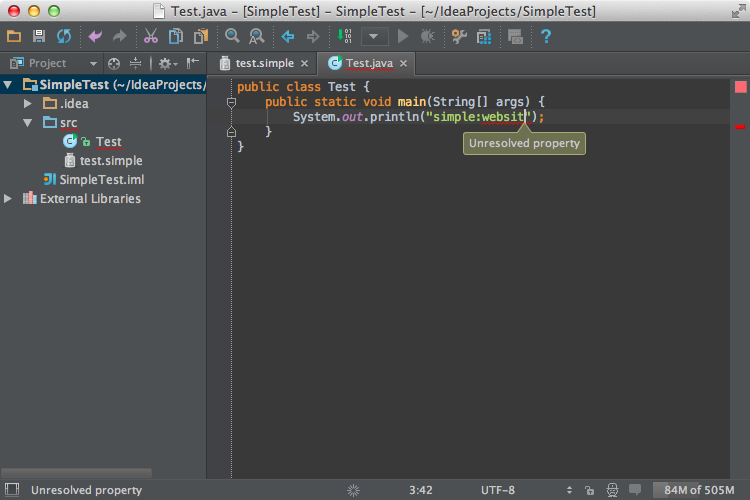 Test.java - [SimpleTest] - SimpleTest - [~/IdeaProjects/SimpleTest]
Project
test.simple
Test.java
SimpleTest (~/IdeaProjects/
.idea
src
Test
test.simple
SimpleTest.iml
External Libraries
public class Test {
public static void main(String[] args) {
System.out.println("simple:websit");
}
}
Unresolved property
Unresolved property
3:42
UTF-8
84M of 505M